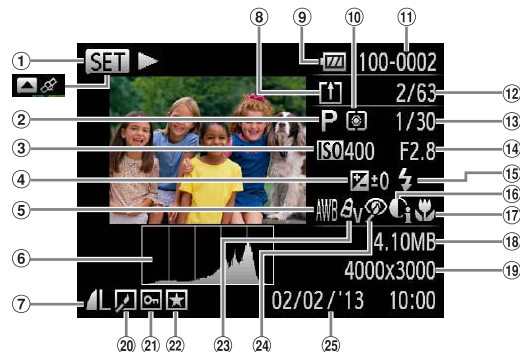 ⑧ ⑨ ⑩ ⑪
① SET 100-0002
2/63 ⑫
② P 1/30 ⑬
③ ISO 400 F2.8 ⑭
④ ±0 ⑮
⑯
⑤ AWB V i ⑰
4.10MB ⑱
⑥ 4000x3000 ⑲
⑦ L 02/02/'13 10:00
⑳ ㉑ ㉒ ㉓ ㉔ ㉕